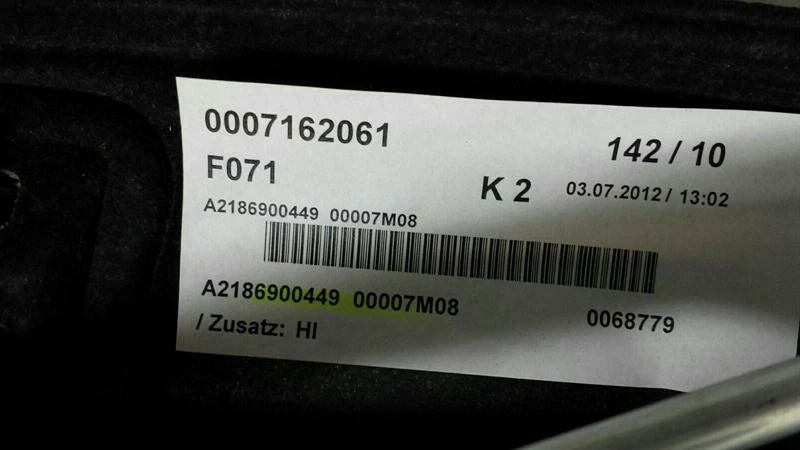 0007162061 142 / 10
F071 K 2 03.07.2012 / 13:02
A2186900449 00007M08
A2186900449 00007M08 0068779
/ Zusatz: HI